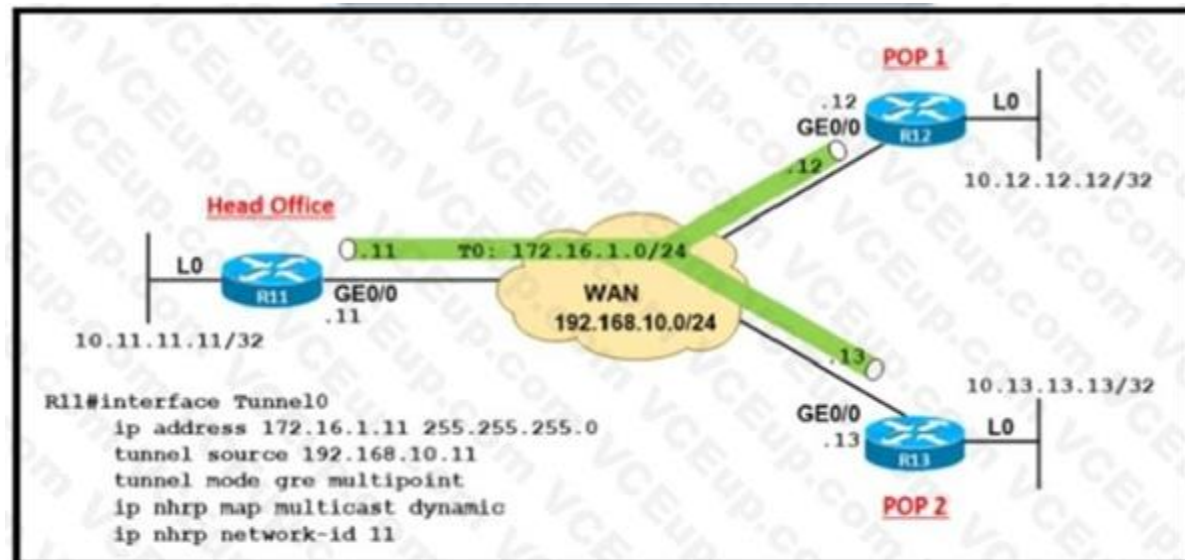 POP 1
.12
GE0/0
R12
L0
.12
10.12.12.12/32
Head Office
.11
T0: 172.16.1.0/24
L0
R11
GE0/0
.11
WAN
192.168.10.0/24
10.11.11.11/32
.13
10.13.13.13/32
GE0/0
.13
R13
L0
POP 2
R11#interface Tunnel0
ip address 172.16.1.11 255.255.255.0
tunnel source 192.168.10.11
tunnel mode gre multipoint
ip nhrp map multicast dynamic
ip nhrp network-id 11
VCEup.com